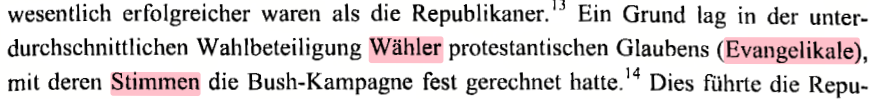 wesentlich erfolgreicher waren als die Republikaner.¹³ Ein Grund lag in der unter-
durchschnittlichen Wahlbeteiligung Wähler protestantischen Glaubens (Evangelikale),
mit deren Stimmen die Bush-Kampagne fest gerechnet hatte.¹⁴ Dies führte die Repu-